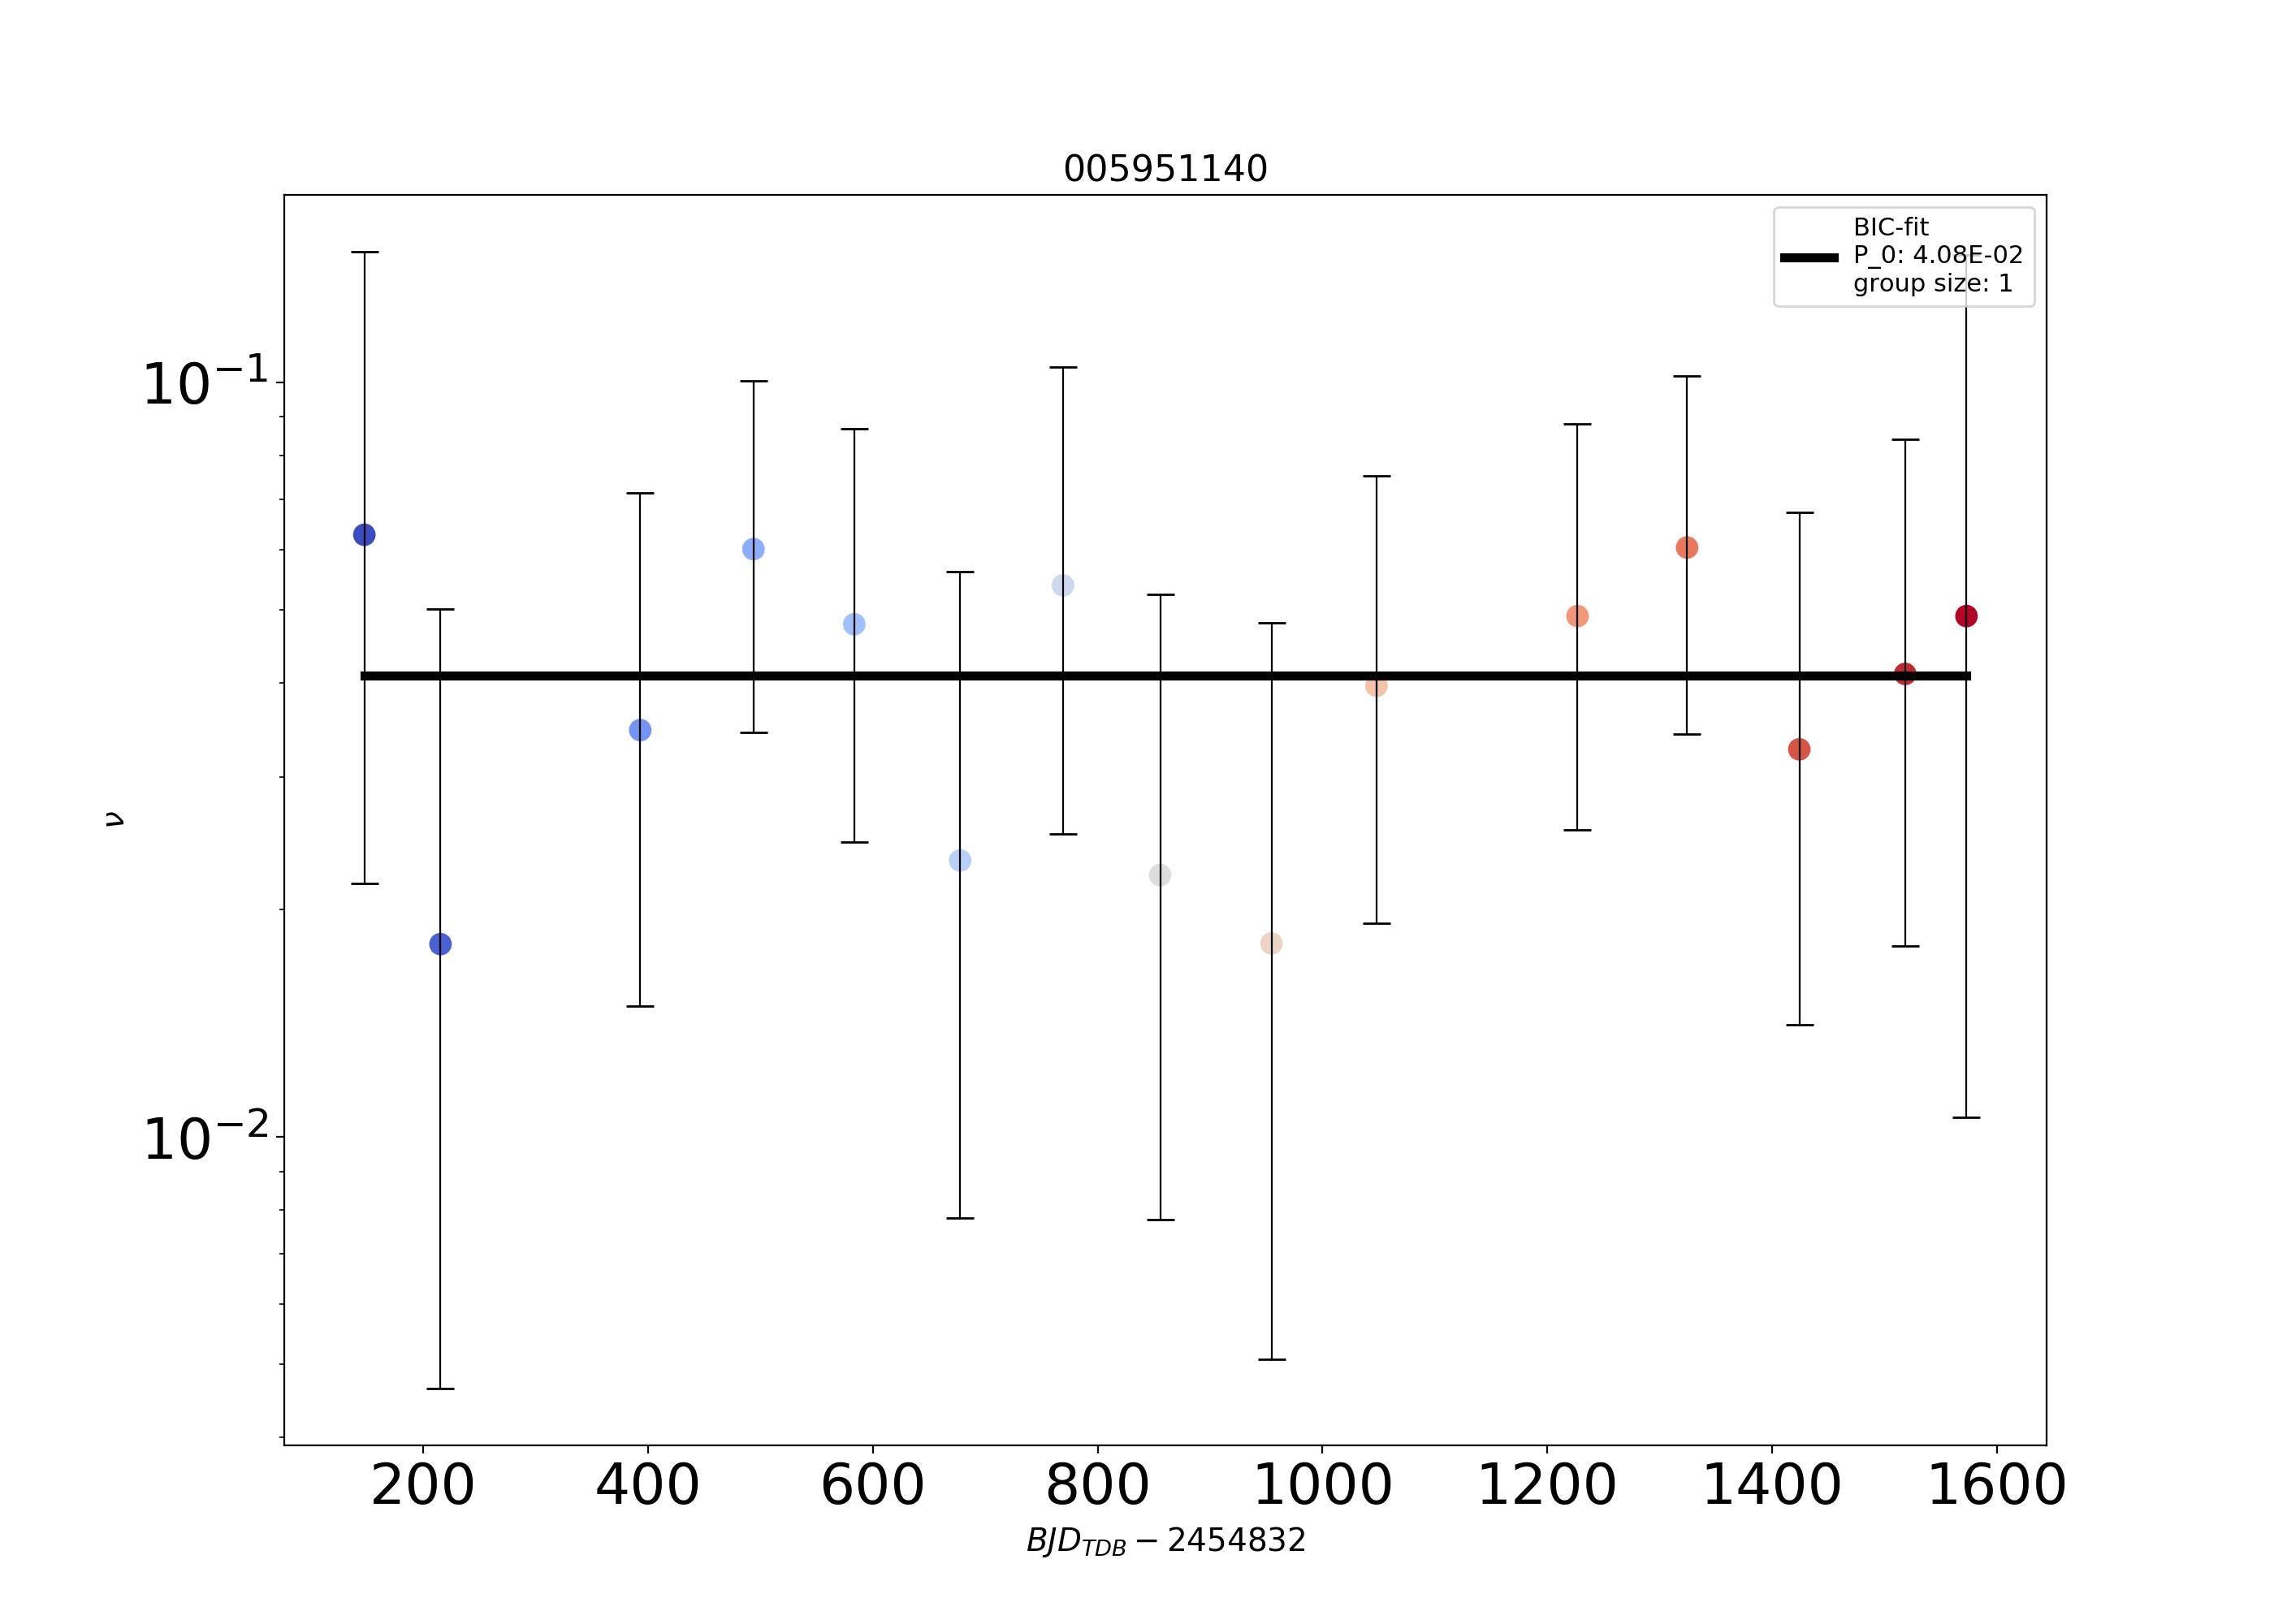 005951140
BIC-fit
P_0: 4.08E-02
group size: 1
10⁻¹
10⁻²
ν
200 400 600 800 1000 1200 1400 1600
BJD_TDB − 2454832